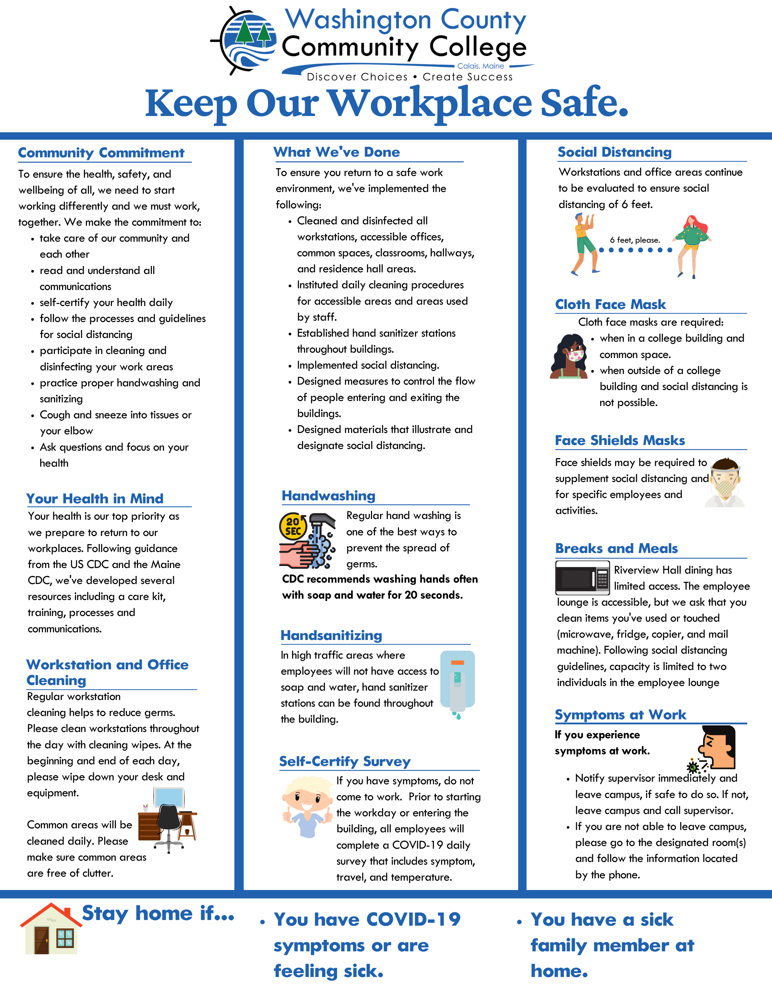 Washington County
Community College
Calais, Maine
Discover Choices • Create Success
Keep Our Workplace Safe.
Community Commitment
To ensure the health, safety, and
wellbeing of all, we need to start
working differently and we must work,
together. We make the commitment to:
• take care of our community and
each other
• read and understand all
communications
• self-certify your health daily
• follow the processes and guidelines
for social distancing
• participate in cleaning and
disinfecting your work areas
• practice proper handwashing and
sanitizing
• Cough and sneeze into tissues or
your elbow
• Ask questions and focus on your
health
Your Health in Mind
Your health is our top priority as
we prepare to return to our
workplaces. Following guidance
from the US CDC and the Maine
CDC, we've developed several
resources including a care kit,
training, processes and
communications.
Workstation and Office
Cleaning
Regular workstation
cleaning helps to reduce germs.
Please clean workstations throughout
the day with cleaning wipes. At the
beginning and end of each day,
please wipe down your desk and
equipment.
Common areas will be
cleaned daily. Please
make sure common areas
are free of clutter.
What We've Done
To ensure you return to a safe work
environment, we've implemented the
following:
• Cleaned and disinfected all
workstations, accessible offices,
common spaces, classrooms, hallways,
and residence hall areas.
• Instituted daily cleaning procedures
for accessible areas and areas used
by staff.
• Established hand sanitizer stations
throughout buildings.
• Implemented social distancing.
• Designed measures to control the flow
of people entering and exiting the
buildings.
• Designed materials that illustrate and
designate social distancing.
Handwashing
20
SEC
Regular hand washing is
one of the best ways to
prevent the spread of
germs.
CDC recommends washing hands often
with soap and water for 20 seconds.
Handsanitizing
In high traffic areas where
employees will not have access to
soap and water, hand sanitizer
stations can be found throughout
the building.
Self-Certify Survey
If you have symptoms, do not
come to work. Prior to starting
the workday or entering the
building, all employees will
complete a COVID-19 daily
survey that includes symptom,
travel, and temperature.
Social Distancing
Workstations and office areas continue
to be evaluated to ensure social
distancing of 6 feet.
6 feet, please.
Cloth Face Mask
Cloth face masks are required:
• when in a college building and
common space.
• when outside of a college
building and social distancing is
not possible.
Face Shields Masks
Face shields may be required to
supplement social distancing and
for specific employees and
activities.
Breaks and Meals
Riverview Hall dining has
limited access. The employee
lounge is accessible, but we ask that you
clean items you've used or touched
(microwave, fridge, copier, and mail
machine). Following social distancing
guidelines, capacity is limited to two
individuals in the employee lounge
Symptoms at Work
If you experience
symptoms at work.
• Notify supervisor immediately and
leave campus, if safe to do so. If not,
leave campus and call supervisor.
• If you are not able to leave campus,
please go to the designated room(s)
and follow the information located
by the phone.
Stay home if...
• You have COVID-19
symptoms or are
feeling sick.
• You have a sick
family member at
home.